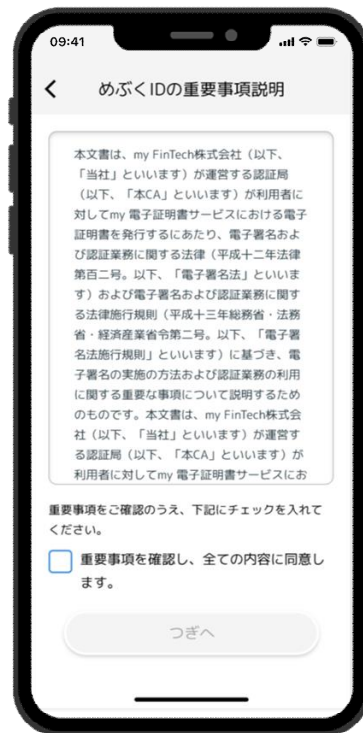 09:41
めぶくIDの重要事項説明
本文書は、my FinTech株式会社（以下、
「当社」といいます）が運営する認証局
（以下、「本CA」といいます）が利用者に
対してmy 電子証明書サービスにおける電子
証明書を発行するにあたり、電子署名およ
び認証業務に関する法律（平成十二年法律
第百二号。以下、「電子署名法」といいま
す）および電子署名および認証業務に関す
る法律施行規則（平成十三年総務省・法務
省・経済産業省令第二号。以下、「電子署
名法施行規則」といいます）に基づき、電
子署名の実施の方法および認証業務の利用
に関する重要な事項について説明するため
のものです。本文書は、my FinTech株式会
社（以下、「当社」といいます）が運営す
る認証局（以下、「本CA」といいます）が
利用者に対してmy 電子証明書サービスにお
重要事項をご確認のうえ、下記にチェックを入れて
ください。
重要事項を確認し、全ての内容に同意し
ます。
つぎへ